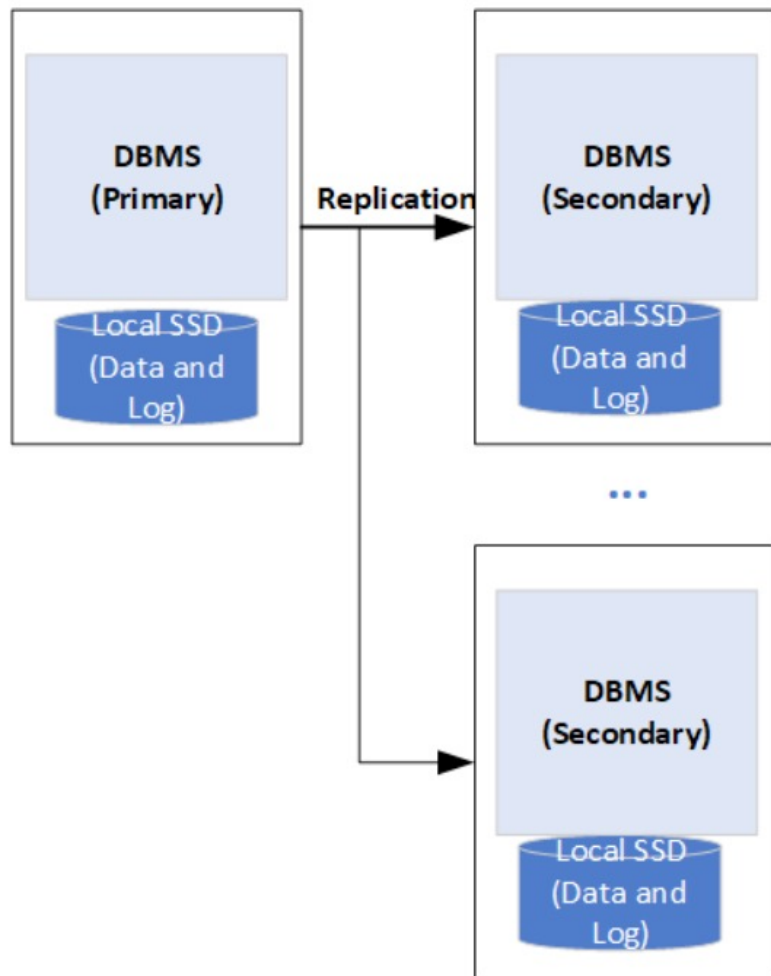 DBMS
(Primary)
Local SSD
(Data and
Log)
Replication
DBMS
(Secondary)
Local SSD
(Data and
Log)
...
DBMS
(Secondary)
Local SSD
(Data and
Log)